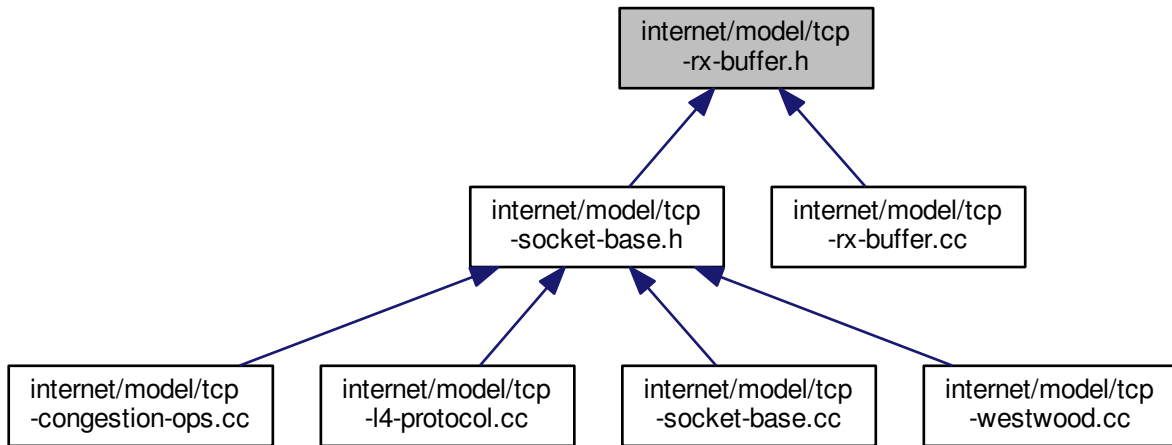 internet/model/tcp
-rx-buffer.h
internet/model/tcp
-socket-base.h
internet/model/tcp
-rx-buffer.cc
internet/model/tcp
-congestion-ops.cc
internet/model/tcp
-l4-protocol.cc
internet/model/tcp
-socket-base.cc
internet/model/tcp
-westwood.cc